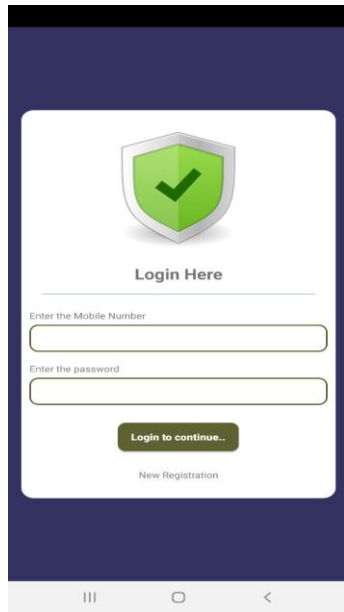 Login Here
Enter the Mobile Number
Enter the password
Login to continue..
New Registration